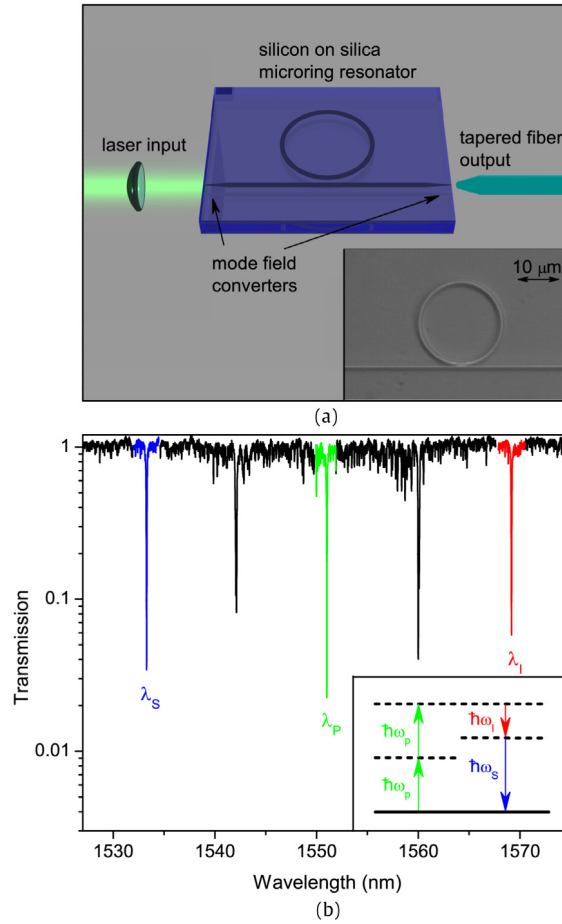 silicon on silica
microring resonator
laser input
tapered fiber
output
mode field
converters
10 μm
(a)
1
0.1
0.01
Transmission
λS
λP
λI
ħωp
ħωp
ħωI
ħωS
1530
1540
1550
1560
1570
Wavelength (nm)
(b)